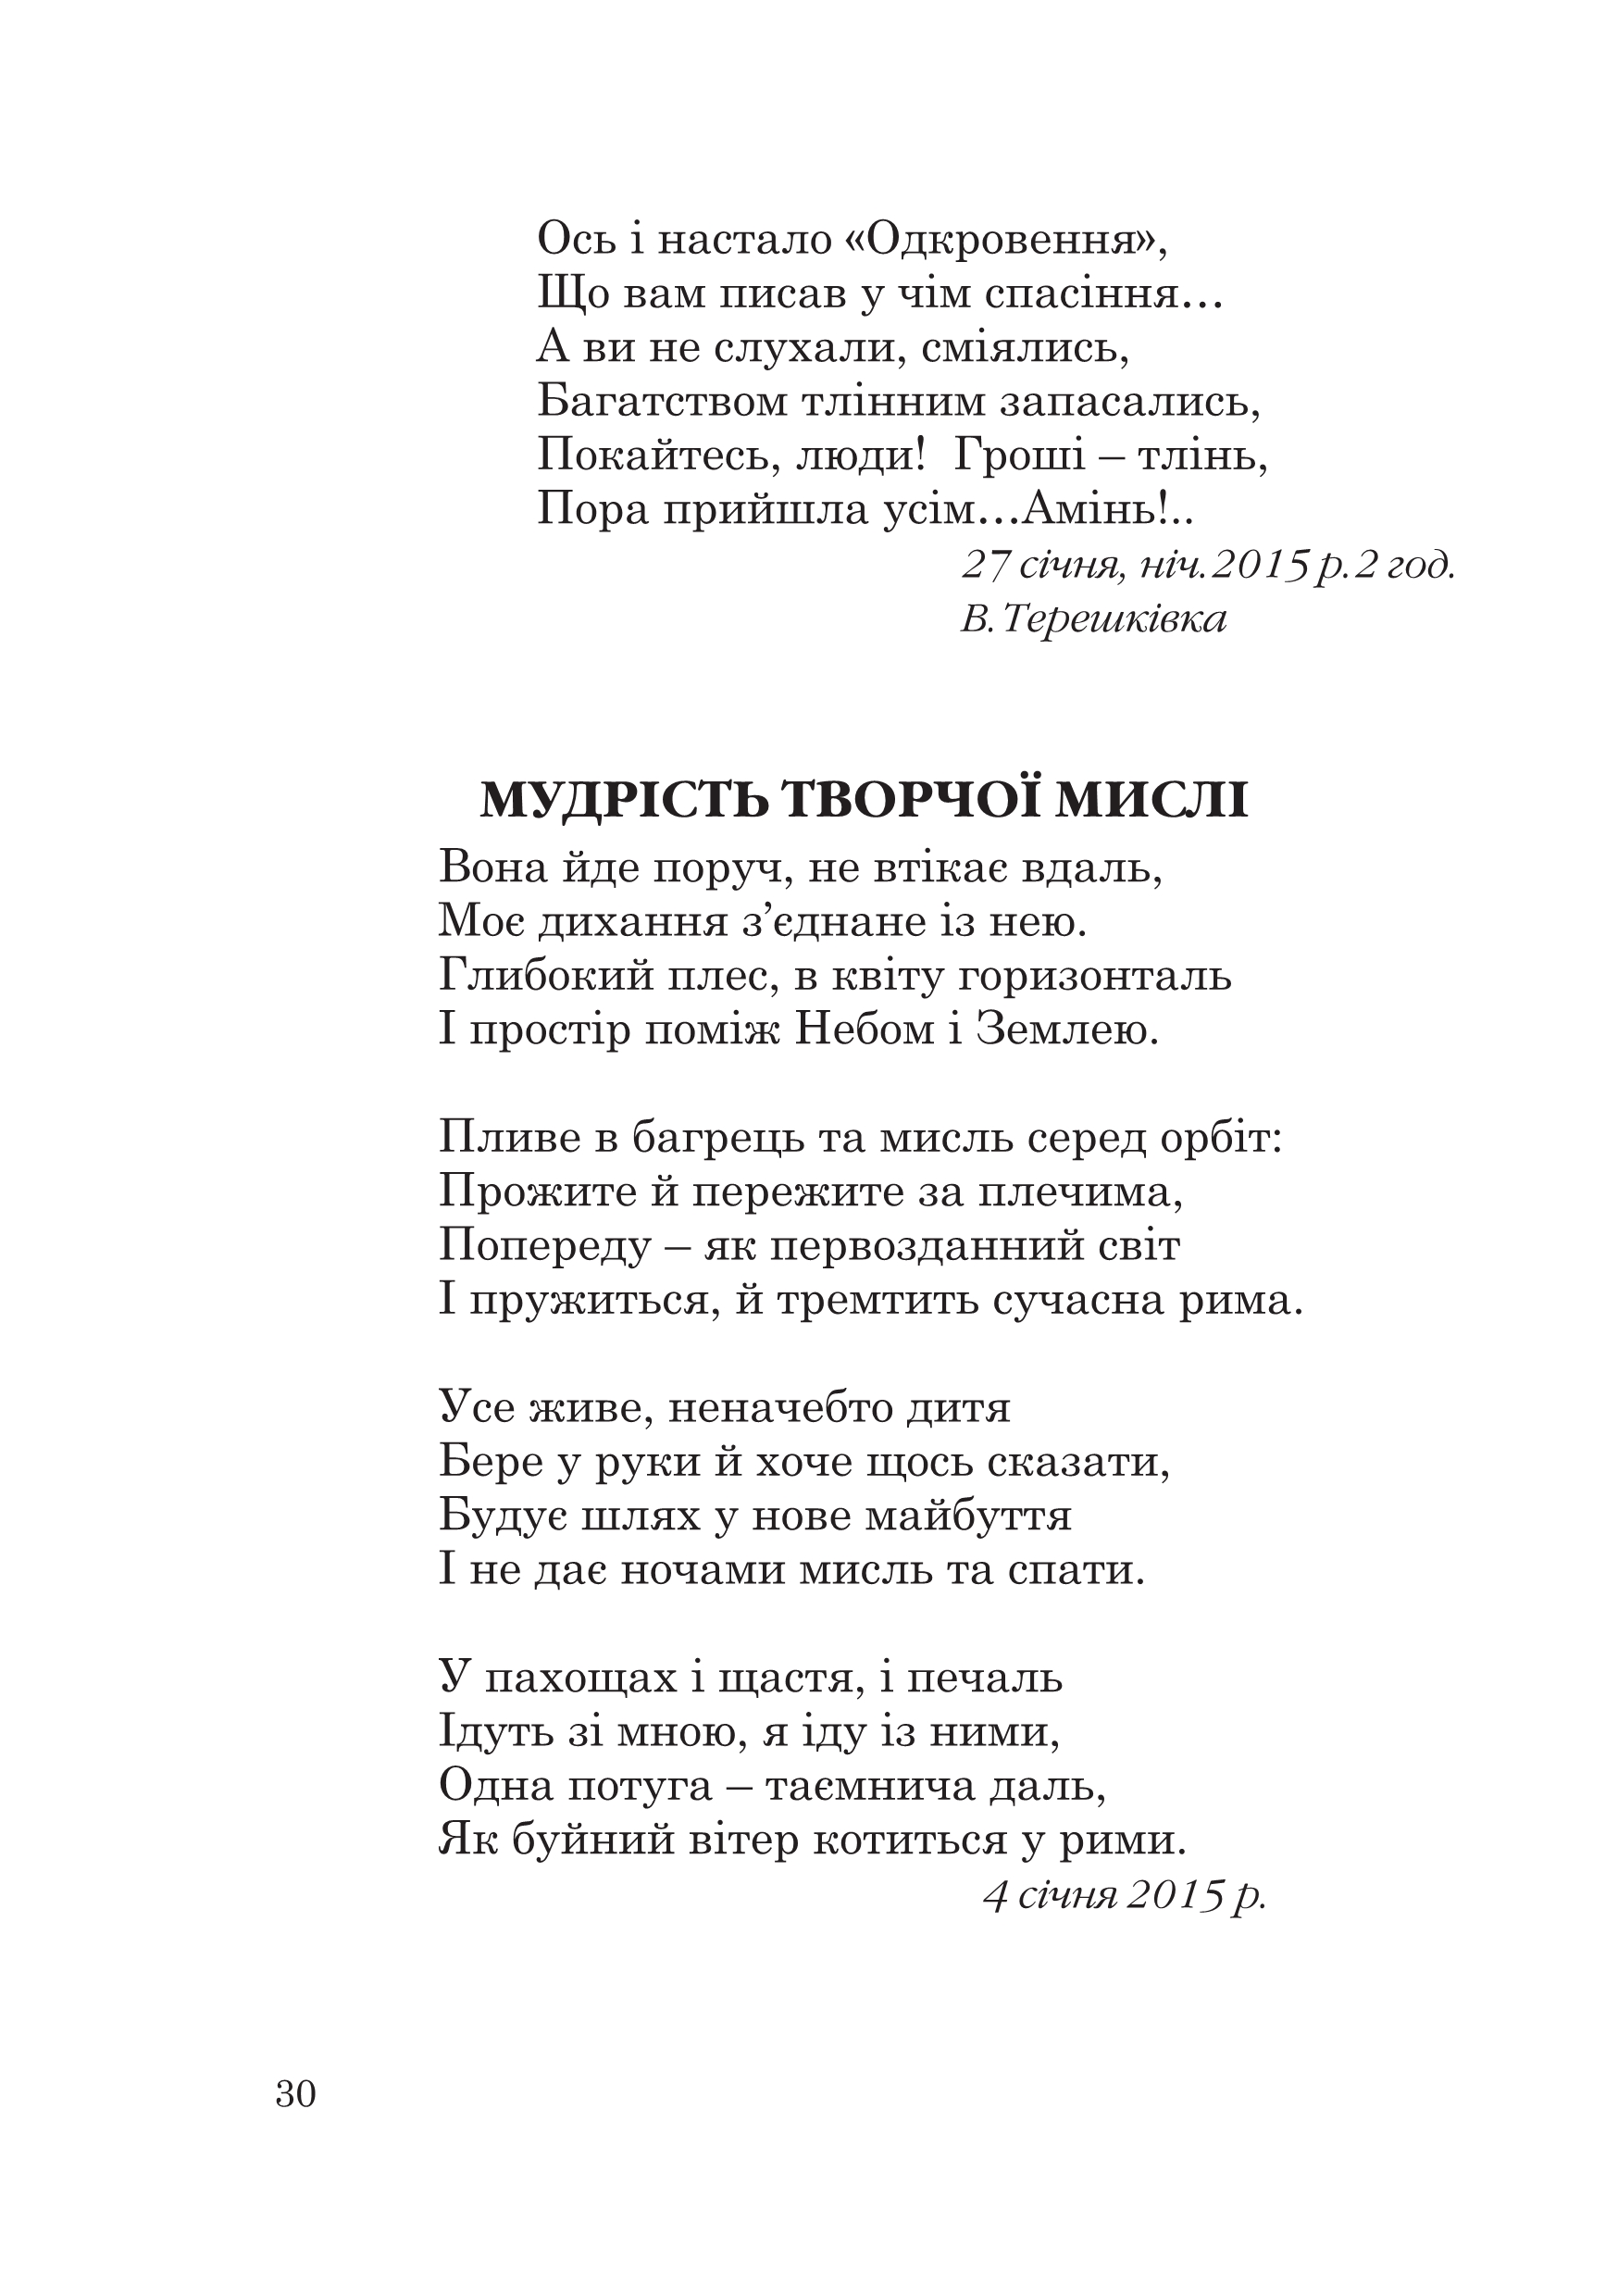 Ось і настало «Одкровення»,
Що вам писав у чім спасіння…
А ви не слухали, сміялись,
Багатством тлінним запасались,
Покайтесь, люди!  Гроші – тлінь,
Пора прийшла усім…Амінь!..
27 січня, ніч. 2015 р. 2 год.
В. Терешківка
МУДРІСТЬ ТВОРЧОЇ МИСЛІ
Вона йде поруч, не втікає вдаль,
Моє дихання з’єднане із нею.
Глибокий плес, в квіту горизонталь
І простір поміж Небом і Землею.
Пливе в багрець та мисль серед орбіт:
Прожите й пережите за плечима,
Попереду – як первозданний світ
І пружиться, й тремтить сучасна рима.
Усе живе, неначебто дитя
Бере у руки й хоче щось сказати,
Будує шлях у нове майбуття
І не дає ночами мисль та спати.
У пахощах і щастя, і печаль
Ідуть зі мною, я іду із ними,
Одна потуга – таємнича даль,
Як буйний вітер котиться у рими.
4 січня 2015 р.
30